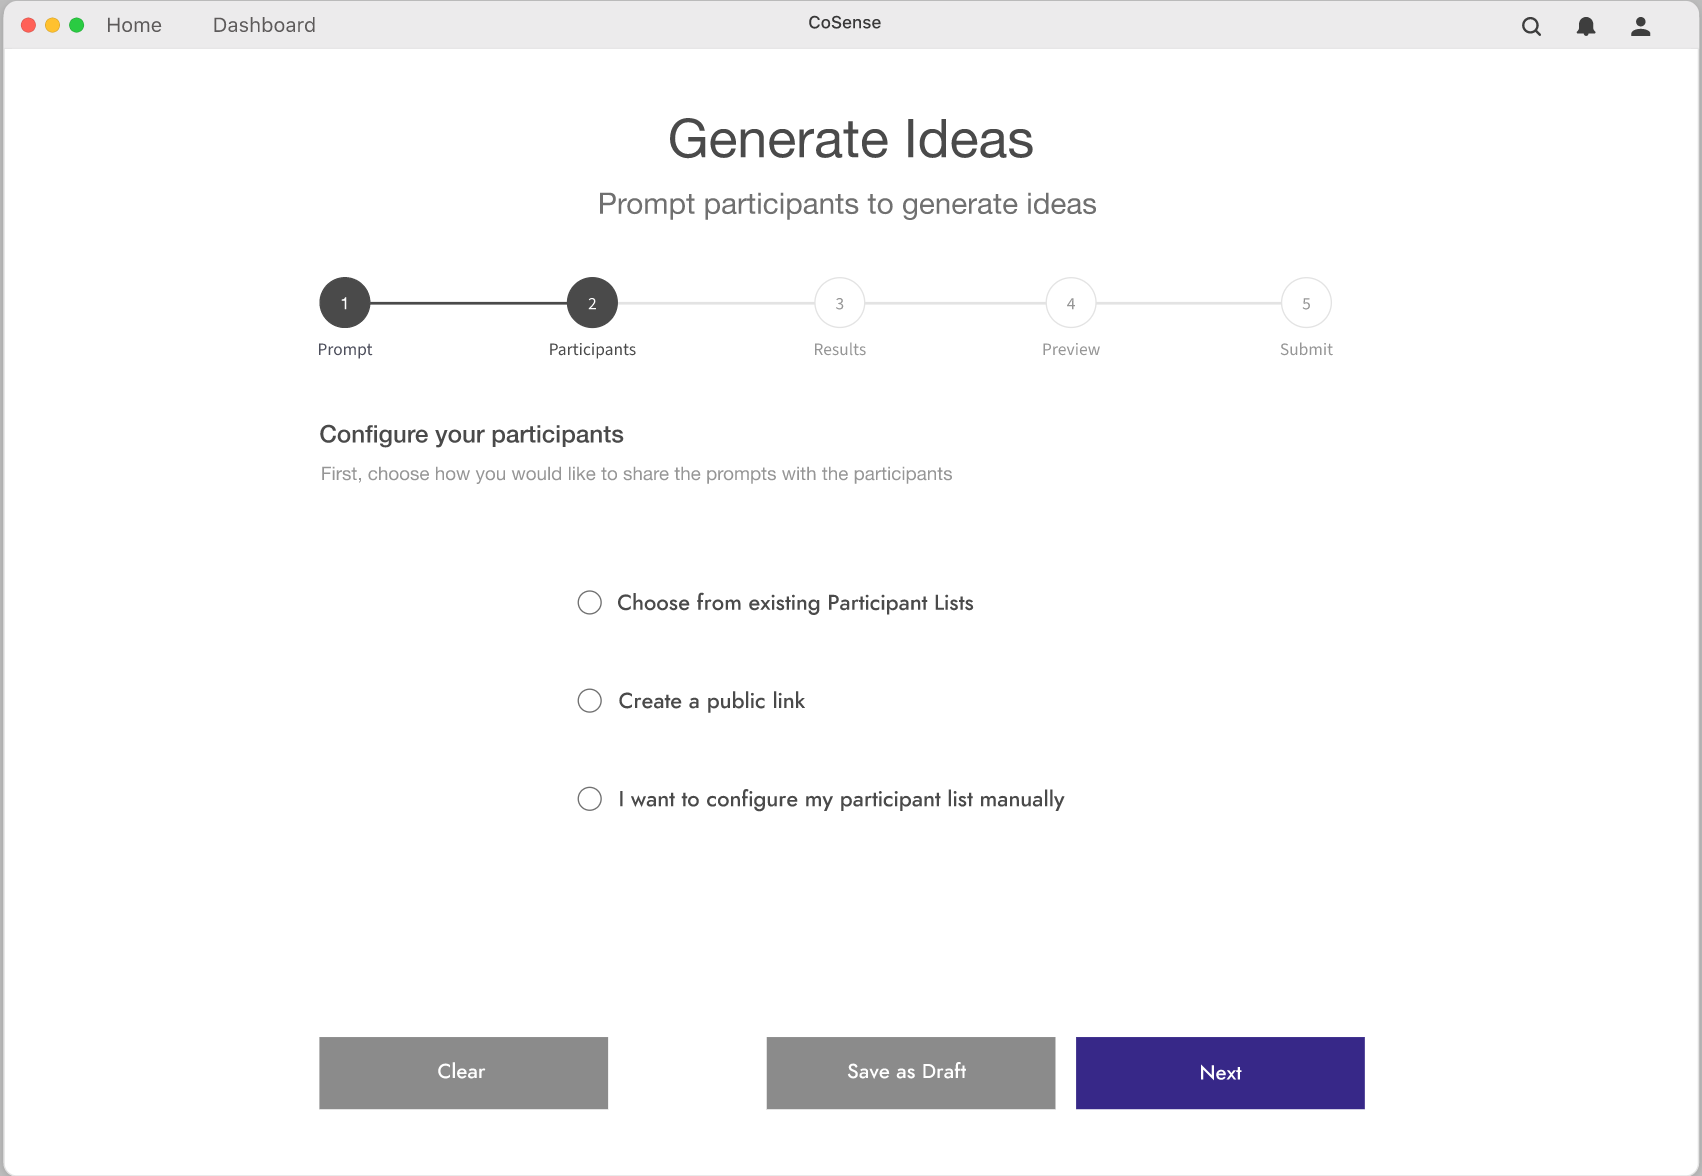 Home Dashboard CoSense
Generate Ideas
Prompt participants to generate ideas
1 2 3 4 5
Prompt Participants Results Preview Submit
Configure your participants
First, choose how you would like to share the prompts with the participants
Choose from existing Participant Lists
Create a public link
I want to configure my participant list manually
Clear Save as Draft Next